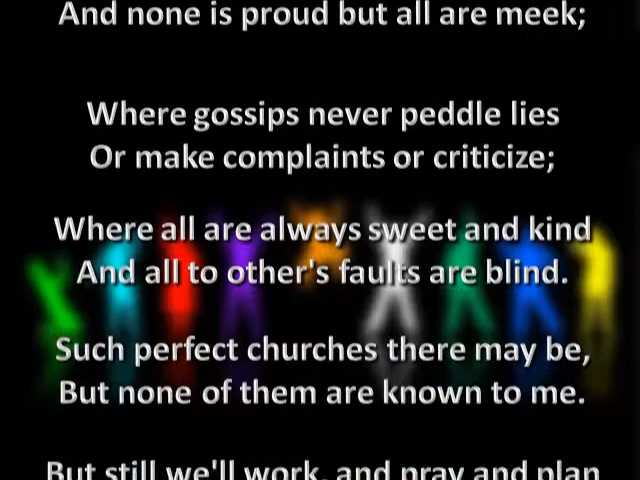 And none is proud but all are meek;
Where gossips never peddle lies
Or make complaints or criticize;
Where all are always sweet and kind
And all to other's faults are blind.
Such perfect churches there may be,
But none of them are known to me.
But still we'll work, and pray and plan